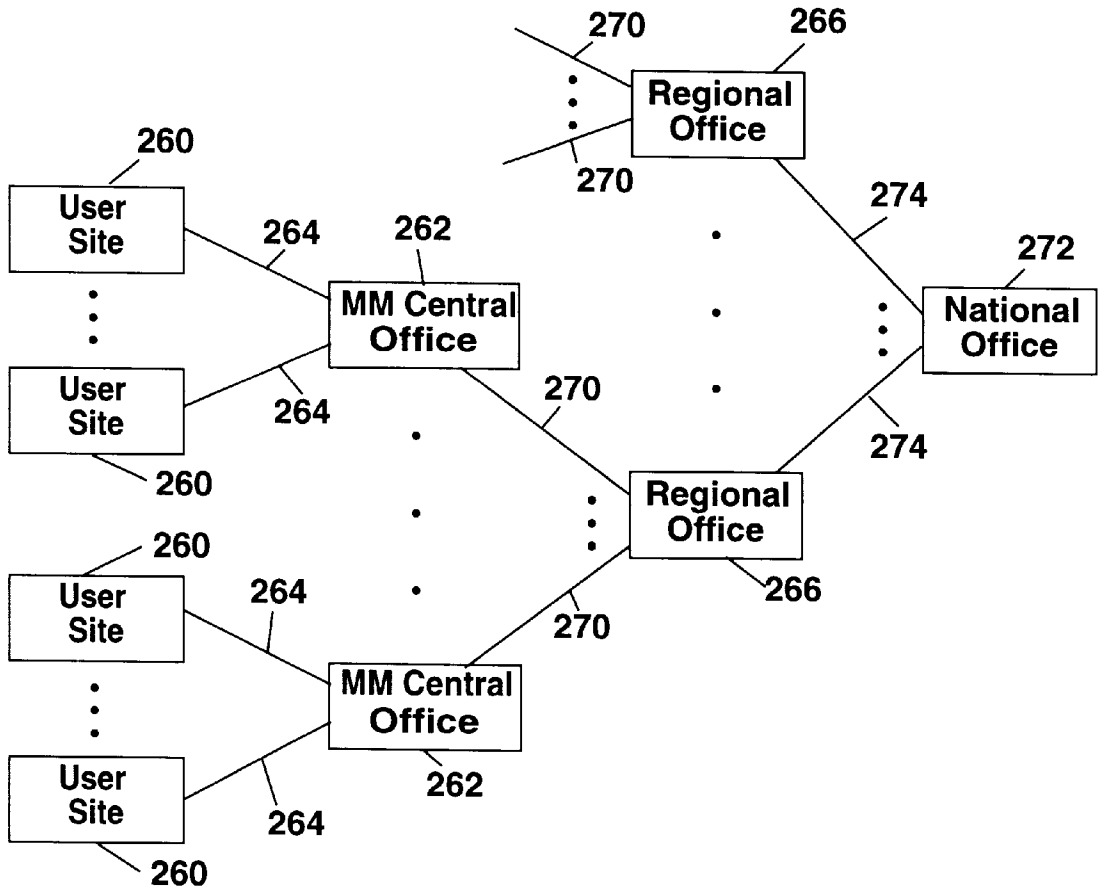 270
266
Regional
Office
270
260
User
Site
264
262
274
272
MM Central
Office
National
Office
User
Site
264
270
274
260
Regional
Office
260
266
User
Site
264
270
MM Central
Office
User
Site
262
264
260